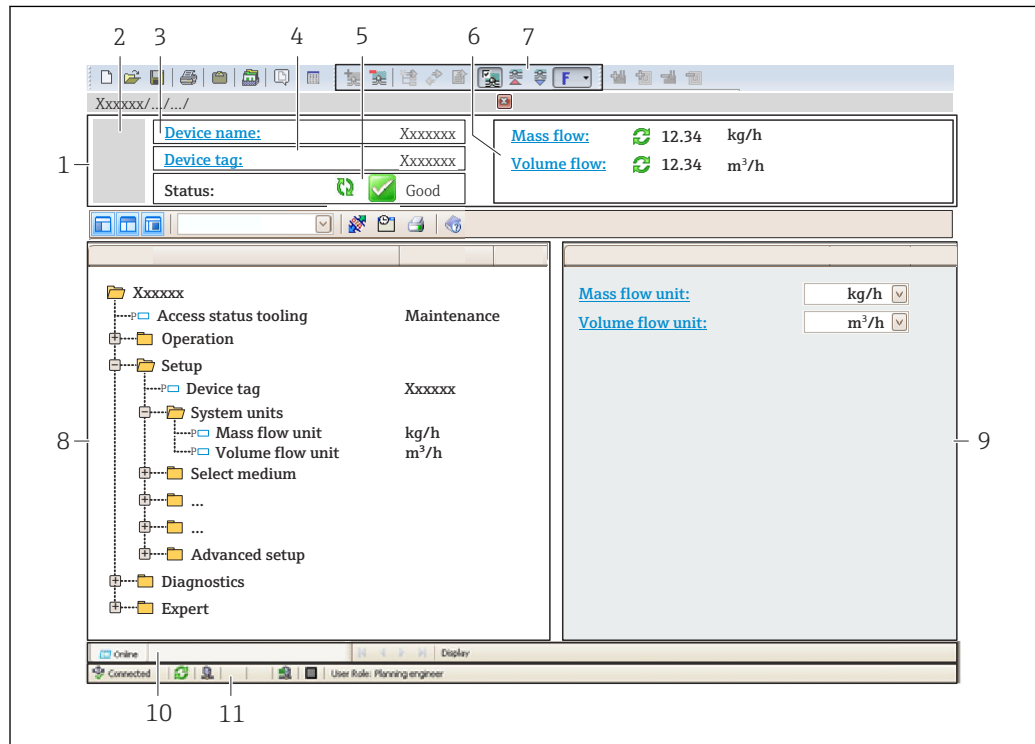 2 3 4 5 6 7
F
Xxxxxx/.../.../
1
Device name: Xxxxxxx
Device tag: Xxxxxxx
Status: Good
Mass flow: 12.34 kg/h
Volume flow: 12.34 m³/h
Xxxxxx
P Access status tooling Maintenance
Operation
Setup
P Device tag Xxxxxx
System units
P Mass flow unit kg/h
P Volume flow unit m³/h
Select medium
...
...
Advanced setup
Diagnostics
Expert
8
Mass flow unit: kg/h
Volume flow unit: m³/h
9
Online Display
Connected User Role: Planning engineer
10 11